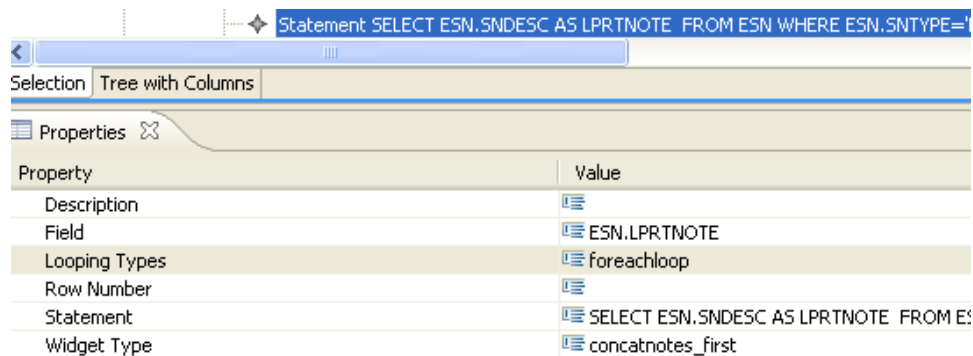 Statement SELECT ESN.SNDESC AS LPRTNOTE FROM ESN WHERE ESN.SNTYPE='
Selection Tree with Columns
Properties
Property Value
Description
Field ESN.LPRTNOTE
Looping Types foreachloop
Row Number
Statement SELECT ESN.SNDESC AS LPRTNOTE FROM ES
Widget Type concatnotes_first